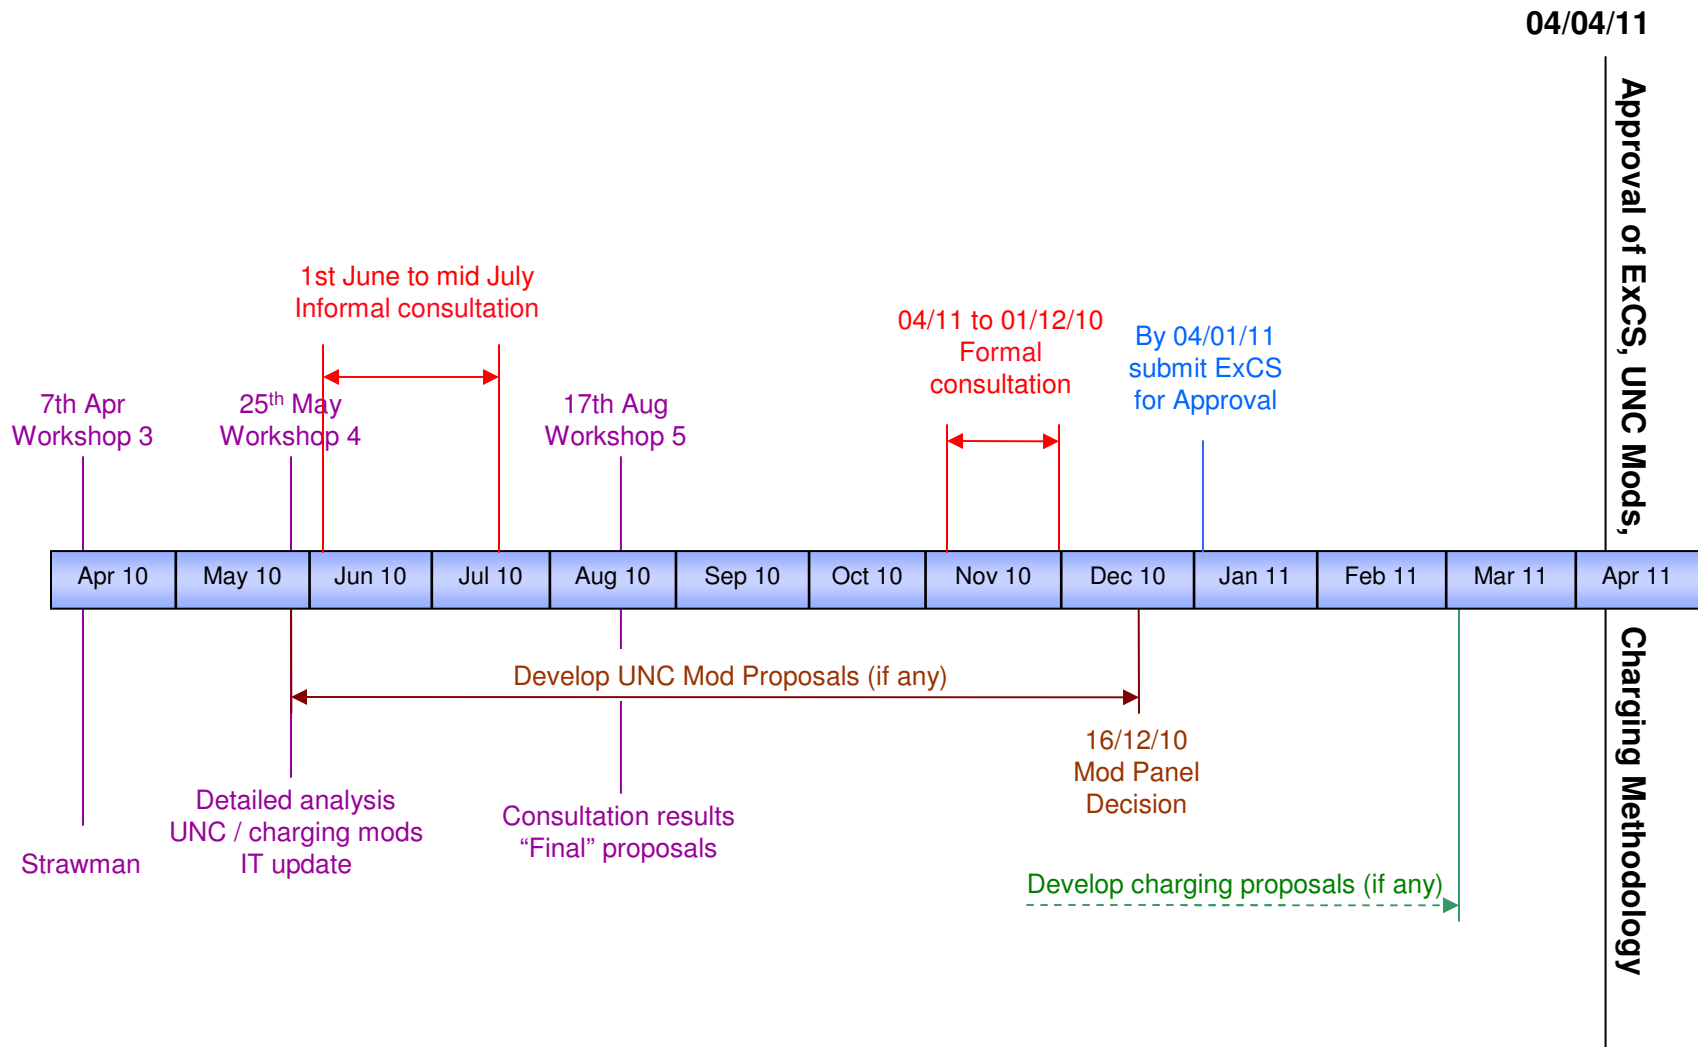 04/04/11
Approval of ExCS, UNC Mods,
1st June to mid July
Informal consultation
04/11 to 01/12/10
Formal
consultation
By 04/01/11
submit ExCS
for Approval
7th Apr
Workshop 3
25th May
Workshop 4
17th Aug
Workshop 5
Apr 10
May 10
Jun 10
Jul 10
Aug 10
Sep 10
Oct 10
Nov 10
Dec 10
Jan 11
Feb 11
Mar 11
Apr 11
Charging Methodology
Develop UNC Mod Proposals (if any)
16/12/10
Mod Panel
Decision
Strawman
Detailed analysis
UNC / charging mods
IT update
Consultation results
“Final” proposals
Develop charging proposals (if any)